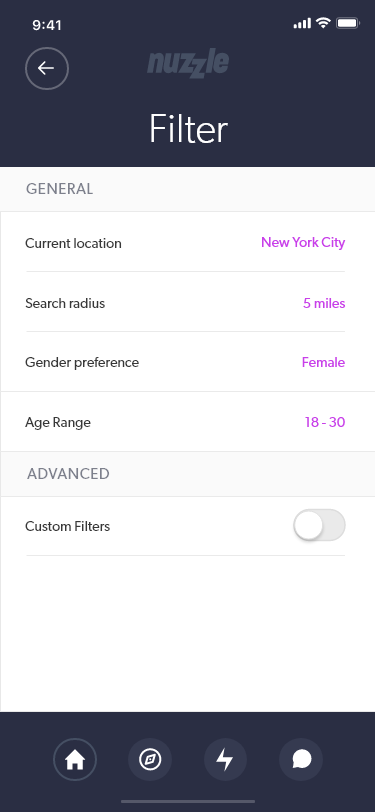 9:41
nuzzle
Filter
GENERAL
Current location New York City
Search radius 5 miles
Gender preference Female
Age Range 18 - 30
ADVANCED
Custom Filters